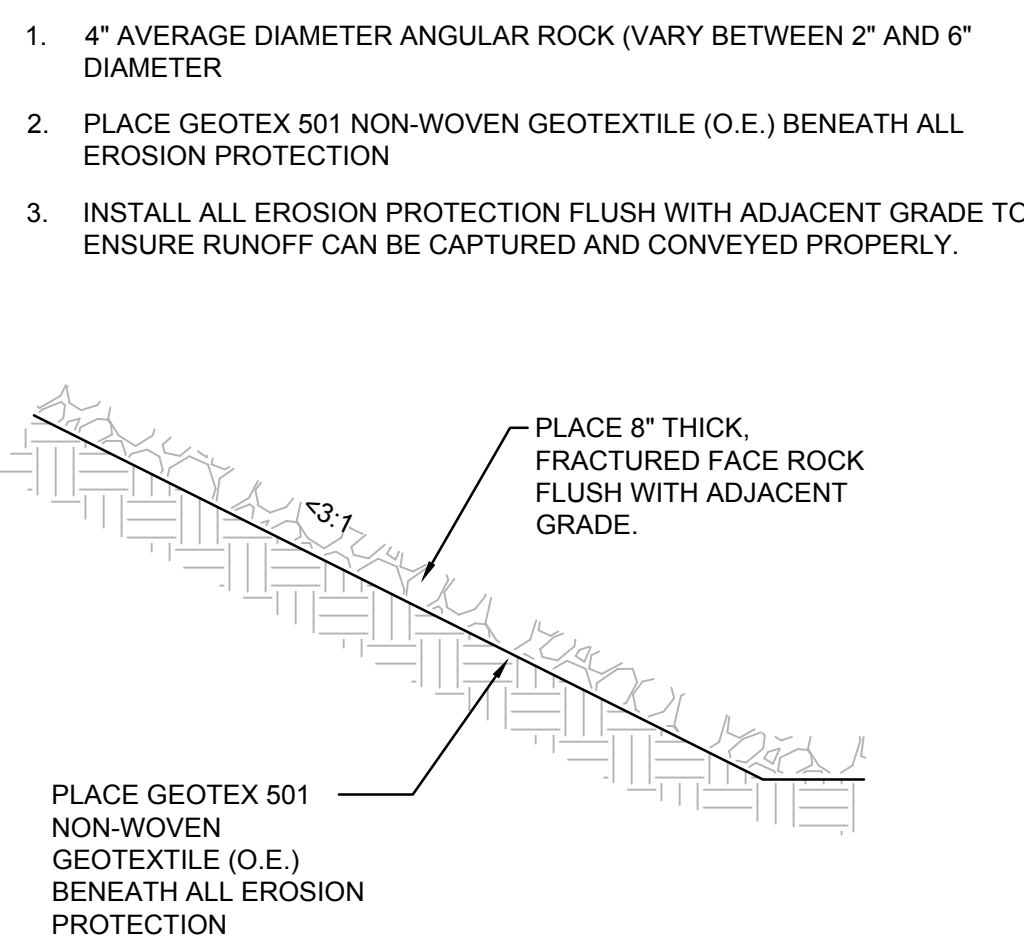 1. 4" AVERAGE DIAMETER ANGULAR ROCK (VARY BETWEEN 2" AND 6"
DIAMETER
2. PLACE GEOTEX 501 NON-WOVEN GEOTEXTILE (O.E.) BENEATH ALL
EROSION PROTECTION
3. INSTALL ALL EROSION PROTECTION FLUSH WITH ADJACENT GRADE TO
ENSURE RUNOFF CAN BE CAPTURED AND CONVEYED PROPERLY.
PLACE 8" THICK,
FRACTURED FACE ROCK
FLUSH WITH ADJACENT
GRADE.
<3:1
PLACE GEOTEX 501
NON-WOVEN
GEOTEXTILE (O.E.)
BENEATH ALL EROSION
PROTECTION